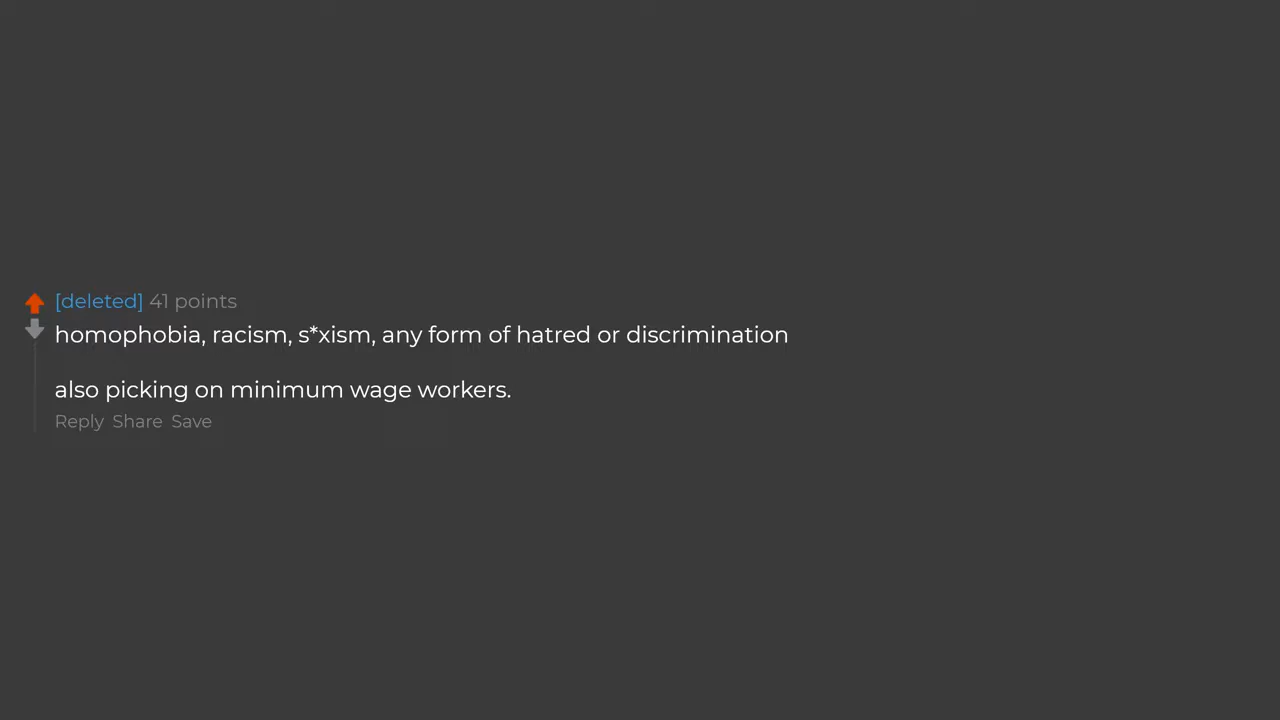 [deleted] 41 points
homophobia, racism, s*xism, any form of hatred or discrimination
also picking on minimum wage workers.
Reply Share Save